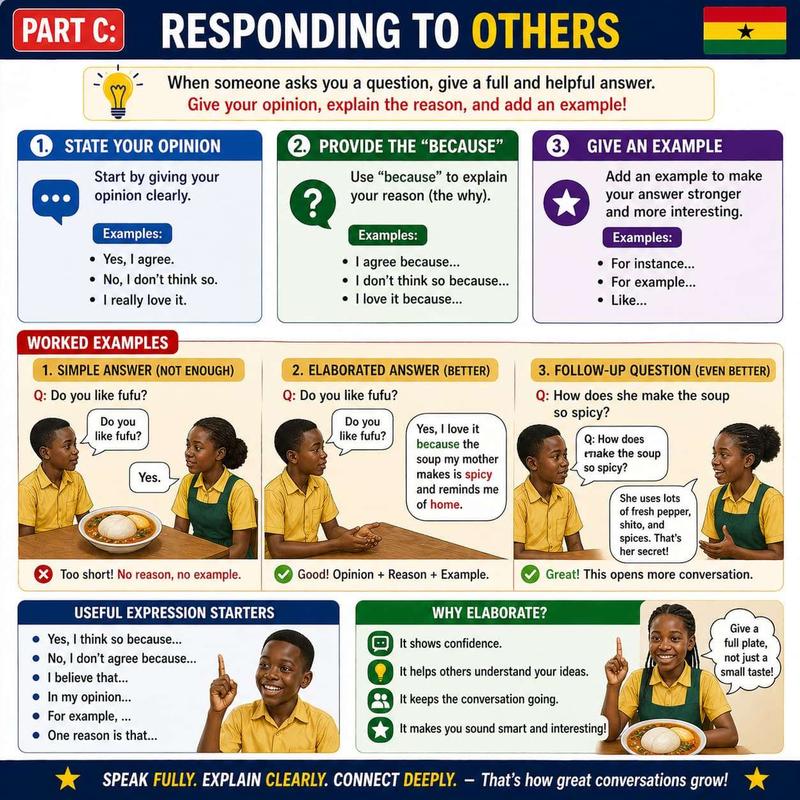 PART C:
RESPONDING TO OTHERS
When someone asks you a question, give a full and helpful answer.
Give your opinion, explain the reason, and add an example!
1. STATE YOUR OPINION
Start by giving your
opinion clearly.
Examples:
• Yes, I agree.
• No, I don't think so.
• I really love it.
2. PROVIDE THE "BECAUSE"
?
Use "because" to explain
your reason (the why).
Examples:
• I agree because...
• I don't think so because...
• I love it because...
3. GIVE AN EXAMPLE
Add an example to make
your answer stronger
and more interesting.
Examples:
• For instance...
• For example...
• Like...
WORKED EXAMPLES
1. SIMPLE ANSWER (NOT ENOUGH)
Q: Do you like fufu?
Do you
like fufu?
Yes.
Too short! No reason, no example.
2. ELABORATED ANSWER (BETTER)
Q: Do you like fufu?
Do you
like fufu?
Yes, I love it
because the
soup my mother
makes is spicy
and reminds me
of home.
Good! Opinion + Reason + Example.
3. FOLLOW-UP QUESTION (EVEN BETTER)
Q: How does she make the soup
so spicy?
Q: How does
make the soup
so spicy?
She uses lots
of fresh pepper,
shito, and
spices. That's
her secret!
Great! This opens more conversation.
USEFUL EXPRESSION STARTERS
• Yes, I think so because...
• No, I don't agree because...
• I believe that...
• In my opinion...
• For example, ...
• One reason is that...
WHY ELABORATE?
It shows confidence.
It helps others understand your ideas.
It keeps the conversation going.
It makes you sound smart and interesting!
Give a
full plate,
not just a
small taste!
SPEAK FULLY. EXPLAIN CLEARLY. CONNECT DEEPLY. – That's how great conversations grow!